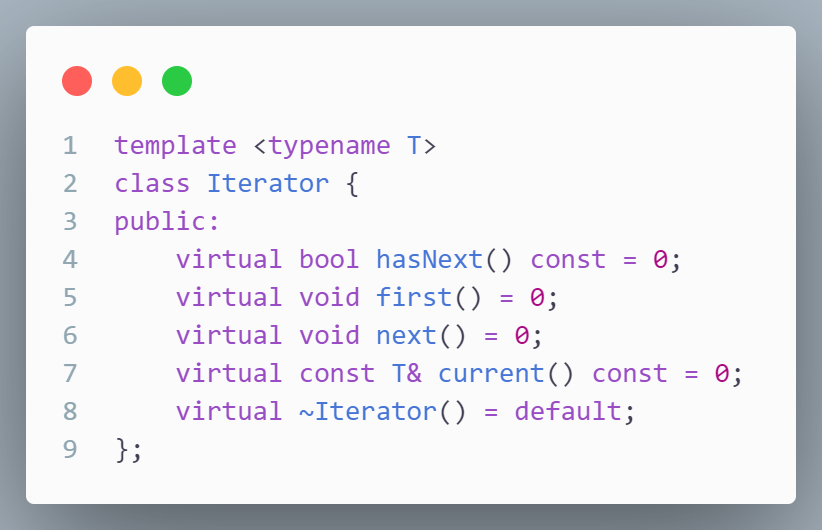 1 template <typename T>
2 class Iterator {
3 public:
4     virtual bool hasNext() const = 0;
5     virtual void first() = 0;
6     virtual void next() = 0;
7     virtual const T& current() const = 0;
8     virtual ~Iterator() = default;
9 };